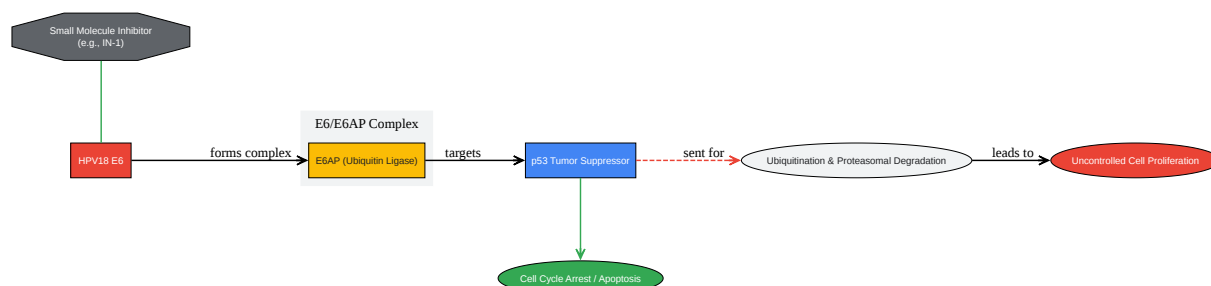 Small Molecule Inhibitor
(e.g., IN-1)
E6/E6AP Complex
HPV18 E6
forms complex
E6AP (Ubiquitin Ligase)
targets
p53 Tumor Suppressor
sent for
Ubiquitination & Proteasomal Degradation
leads to
Uncontrolled Cell Proliferation
Cell Cycle Arrest / Apoptosis